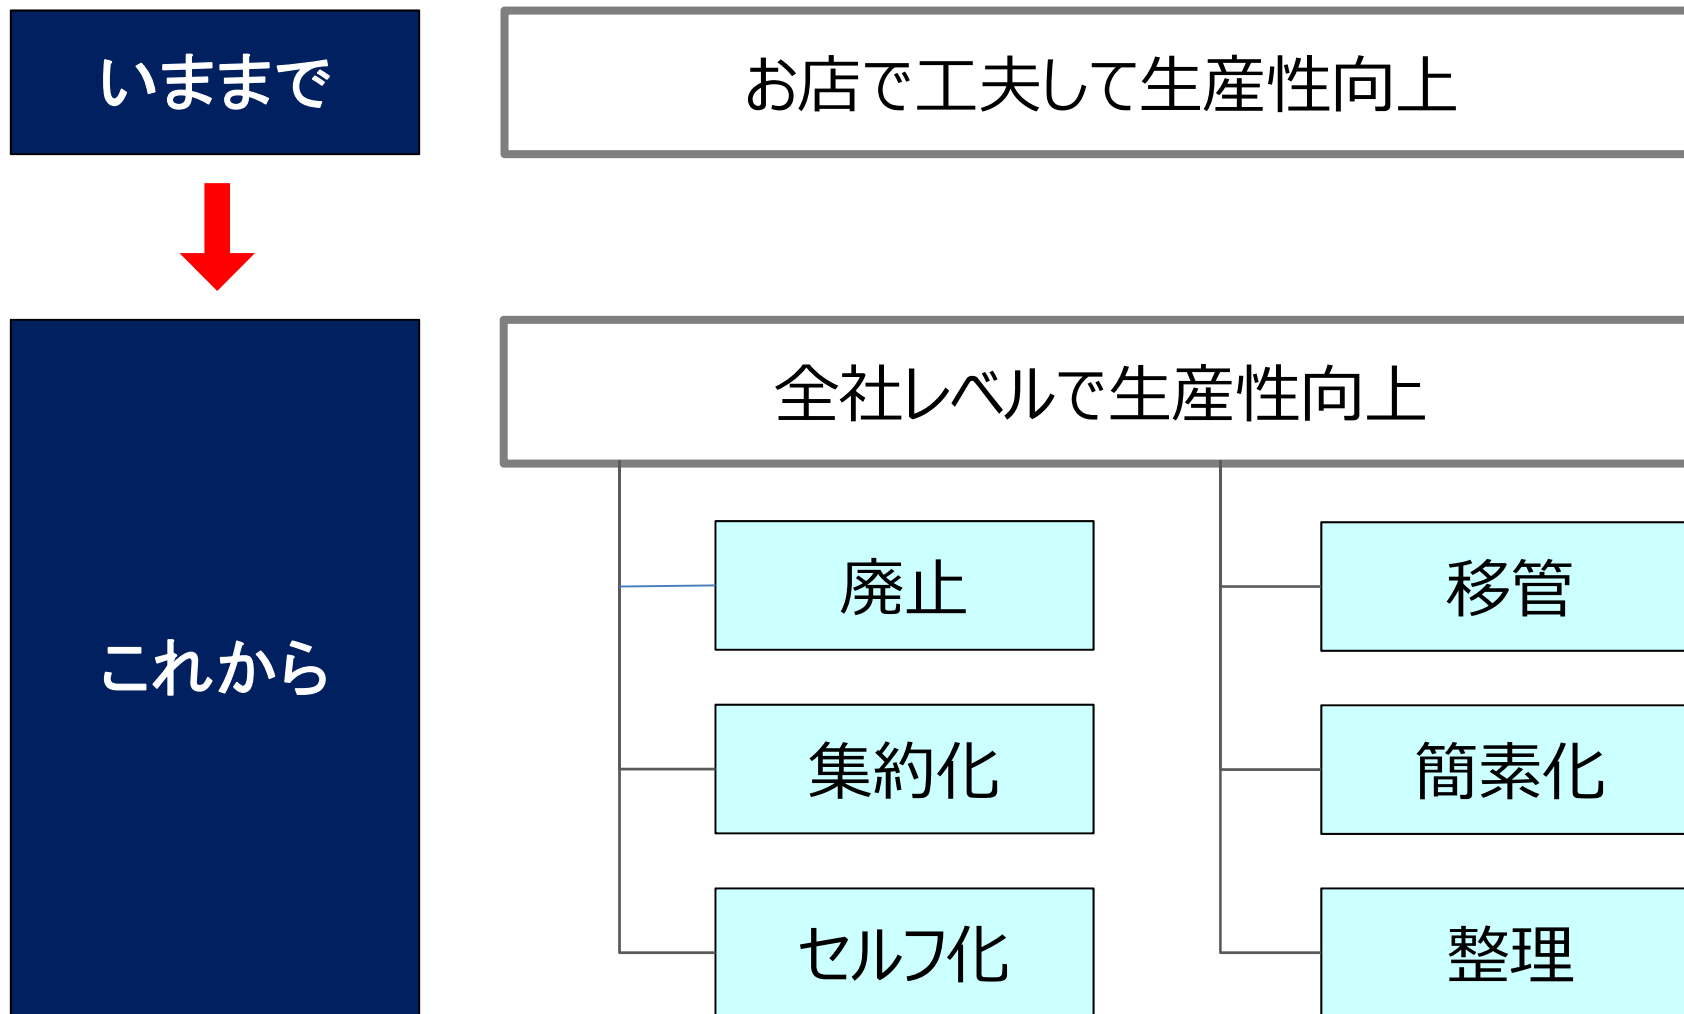 いままで
お店で工夫して生産性向上
これから
全社レベルで生産性向上
廃止
移管
集約化
簡素化
セルフ化
整理